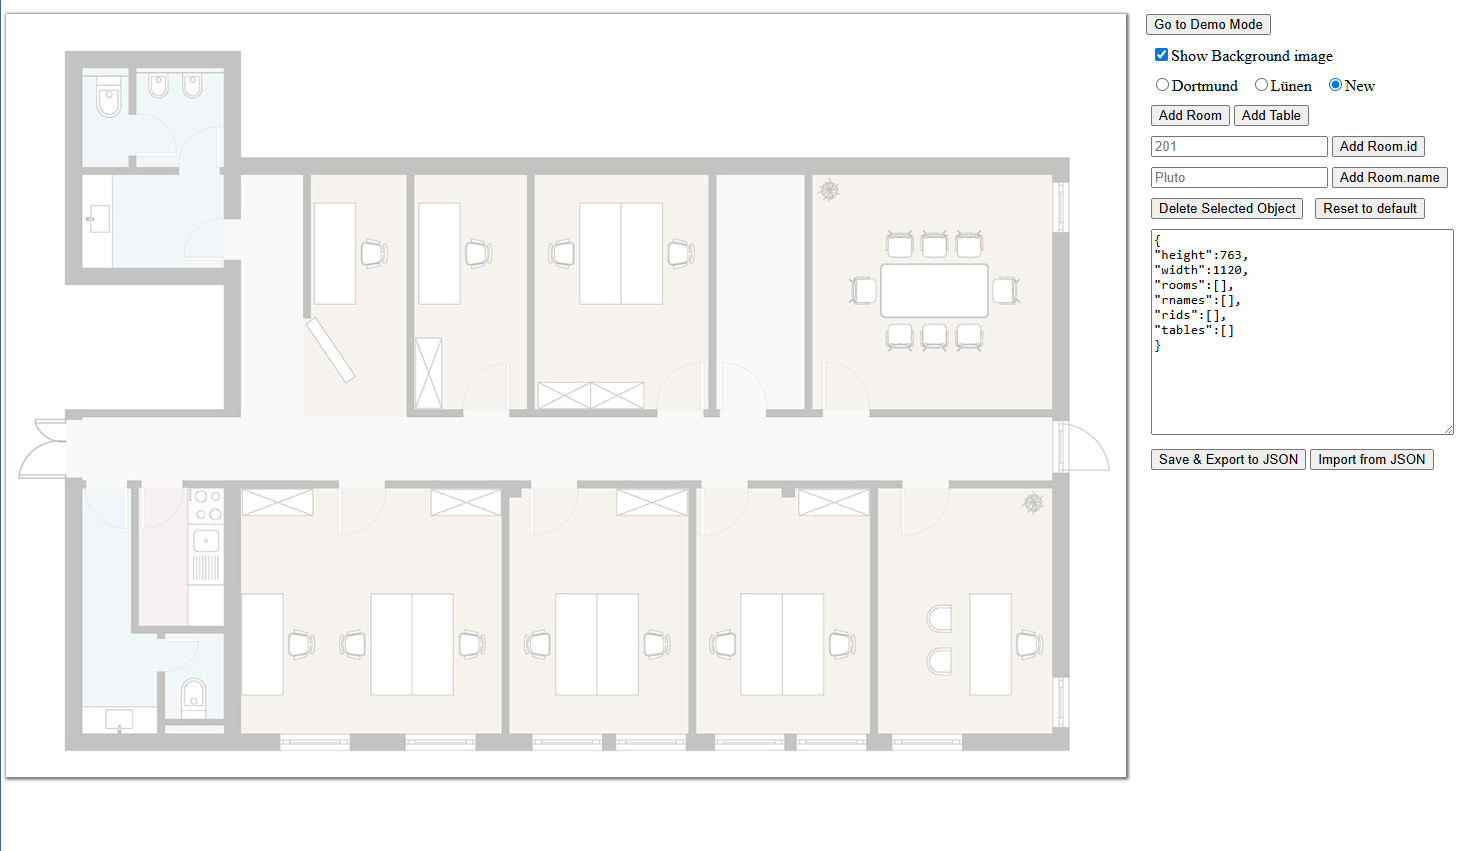 Go to Demo Mode
Show Background image
Dortmund Lünen New
Add Room Add Table
201 Add Room.id
Pluto Add Room.name
Delete Selected Object Reset to default
{
"height":763,
"width":1120,
"rooms":[],
"rnames":[],
"rids":[],
"tables":[]
}
Save & Export to JSON Import from JSON